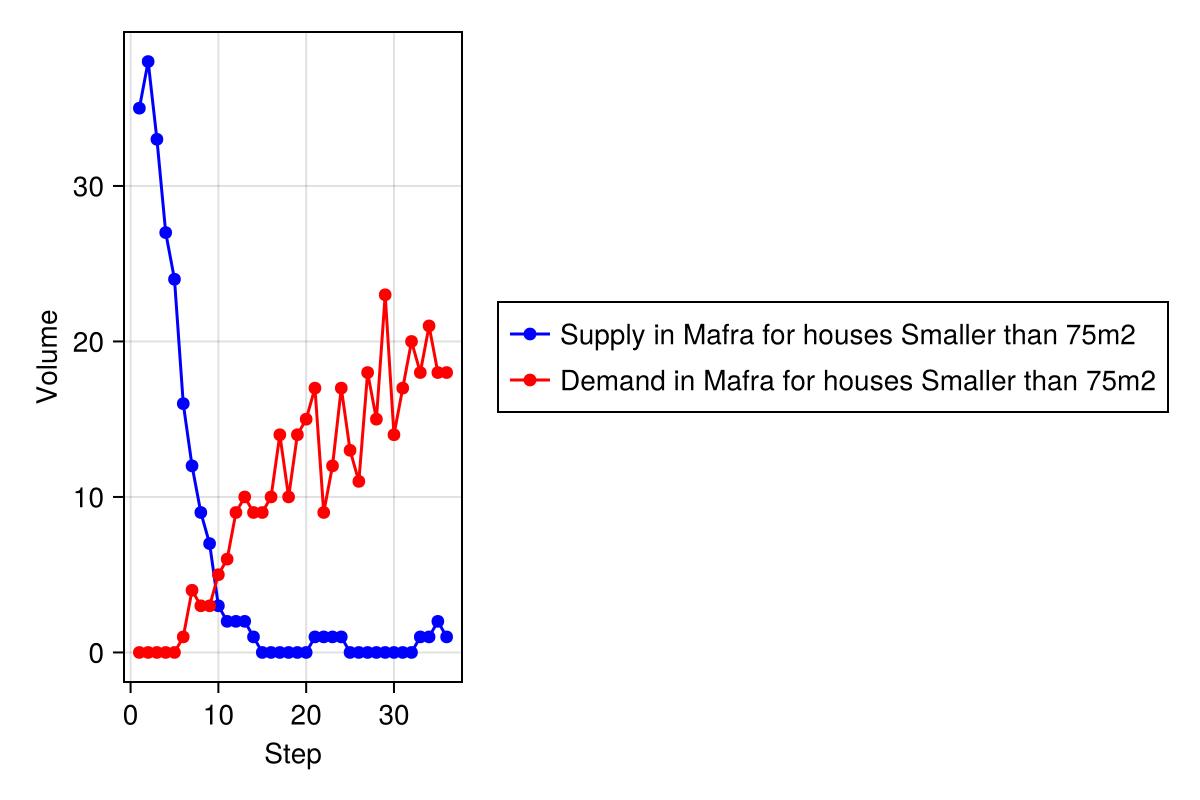 Volume
30
20
10
0
0 10 20 30
Step
Supply in Mafra for houses Smaller than 75m2
Demand in Mafra for houses Smaller than 75m2